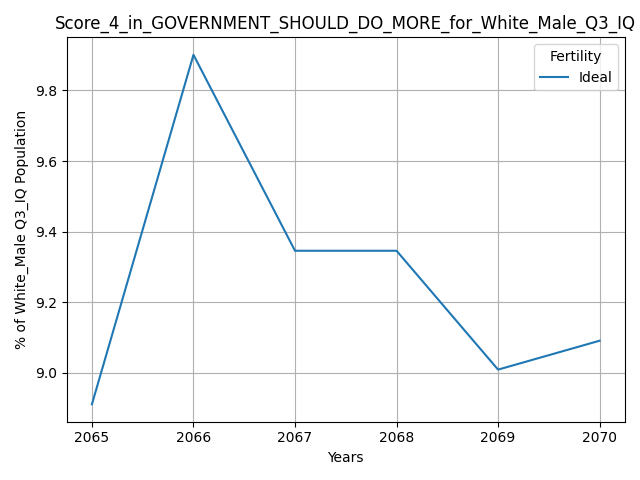 Score_4_in_GOVERNMENT_SHOULD_DO_MORE_for_White_Male_Q3_IQ
Fertility
Ideal
% of White_Male Q3_IQ Population
9.8
9.6
9.4
9.2
9.0
2065 2066 2067 2068 2069 2070
Years